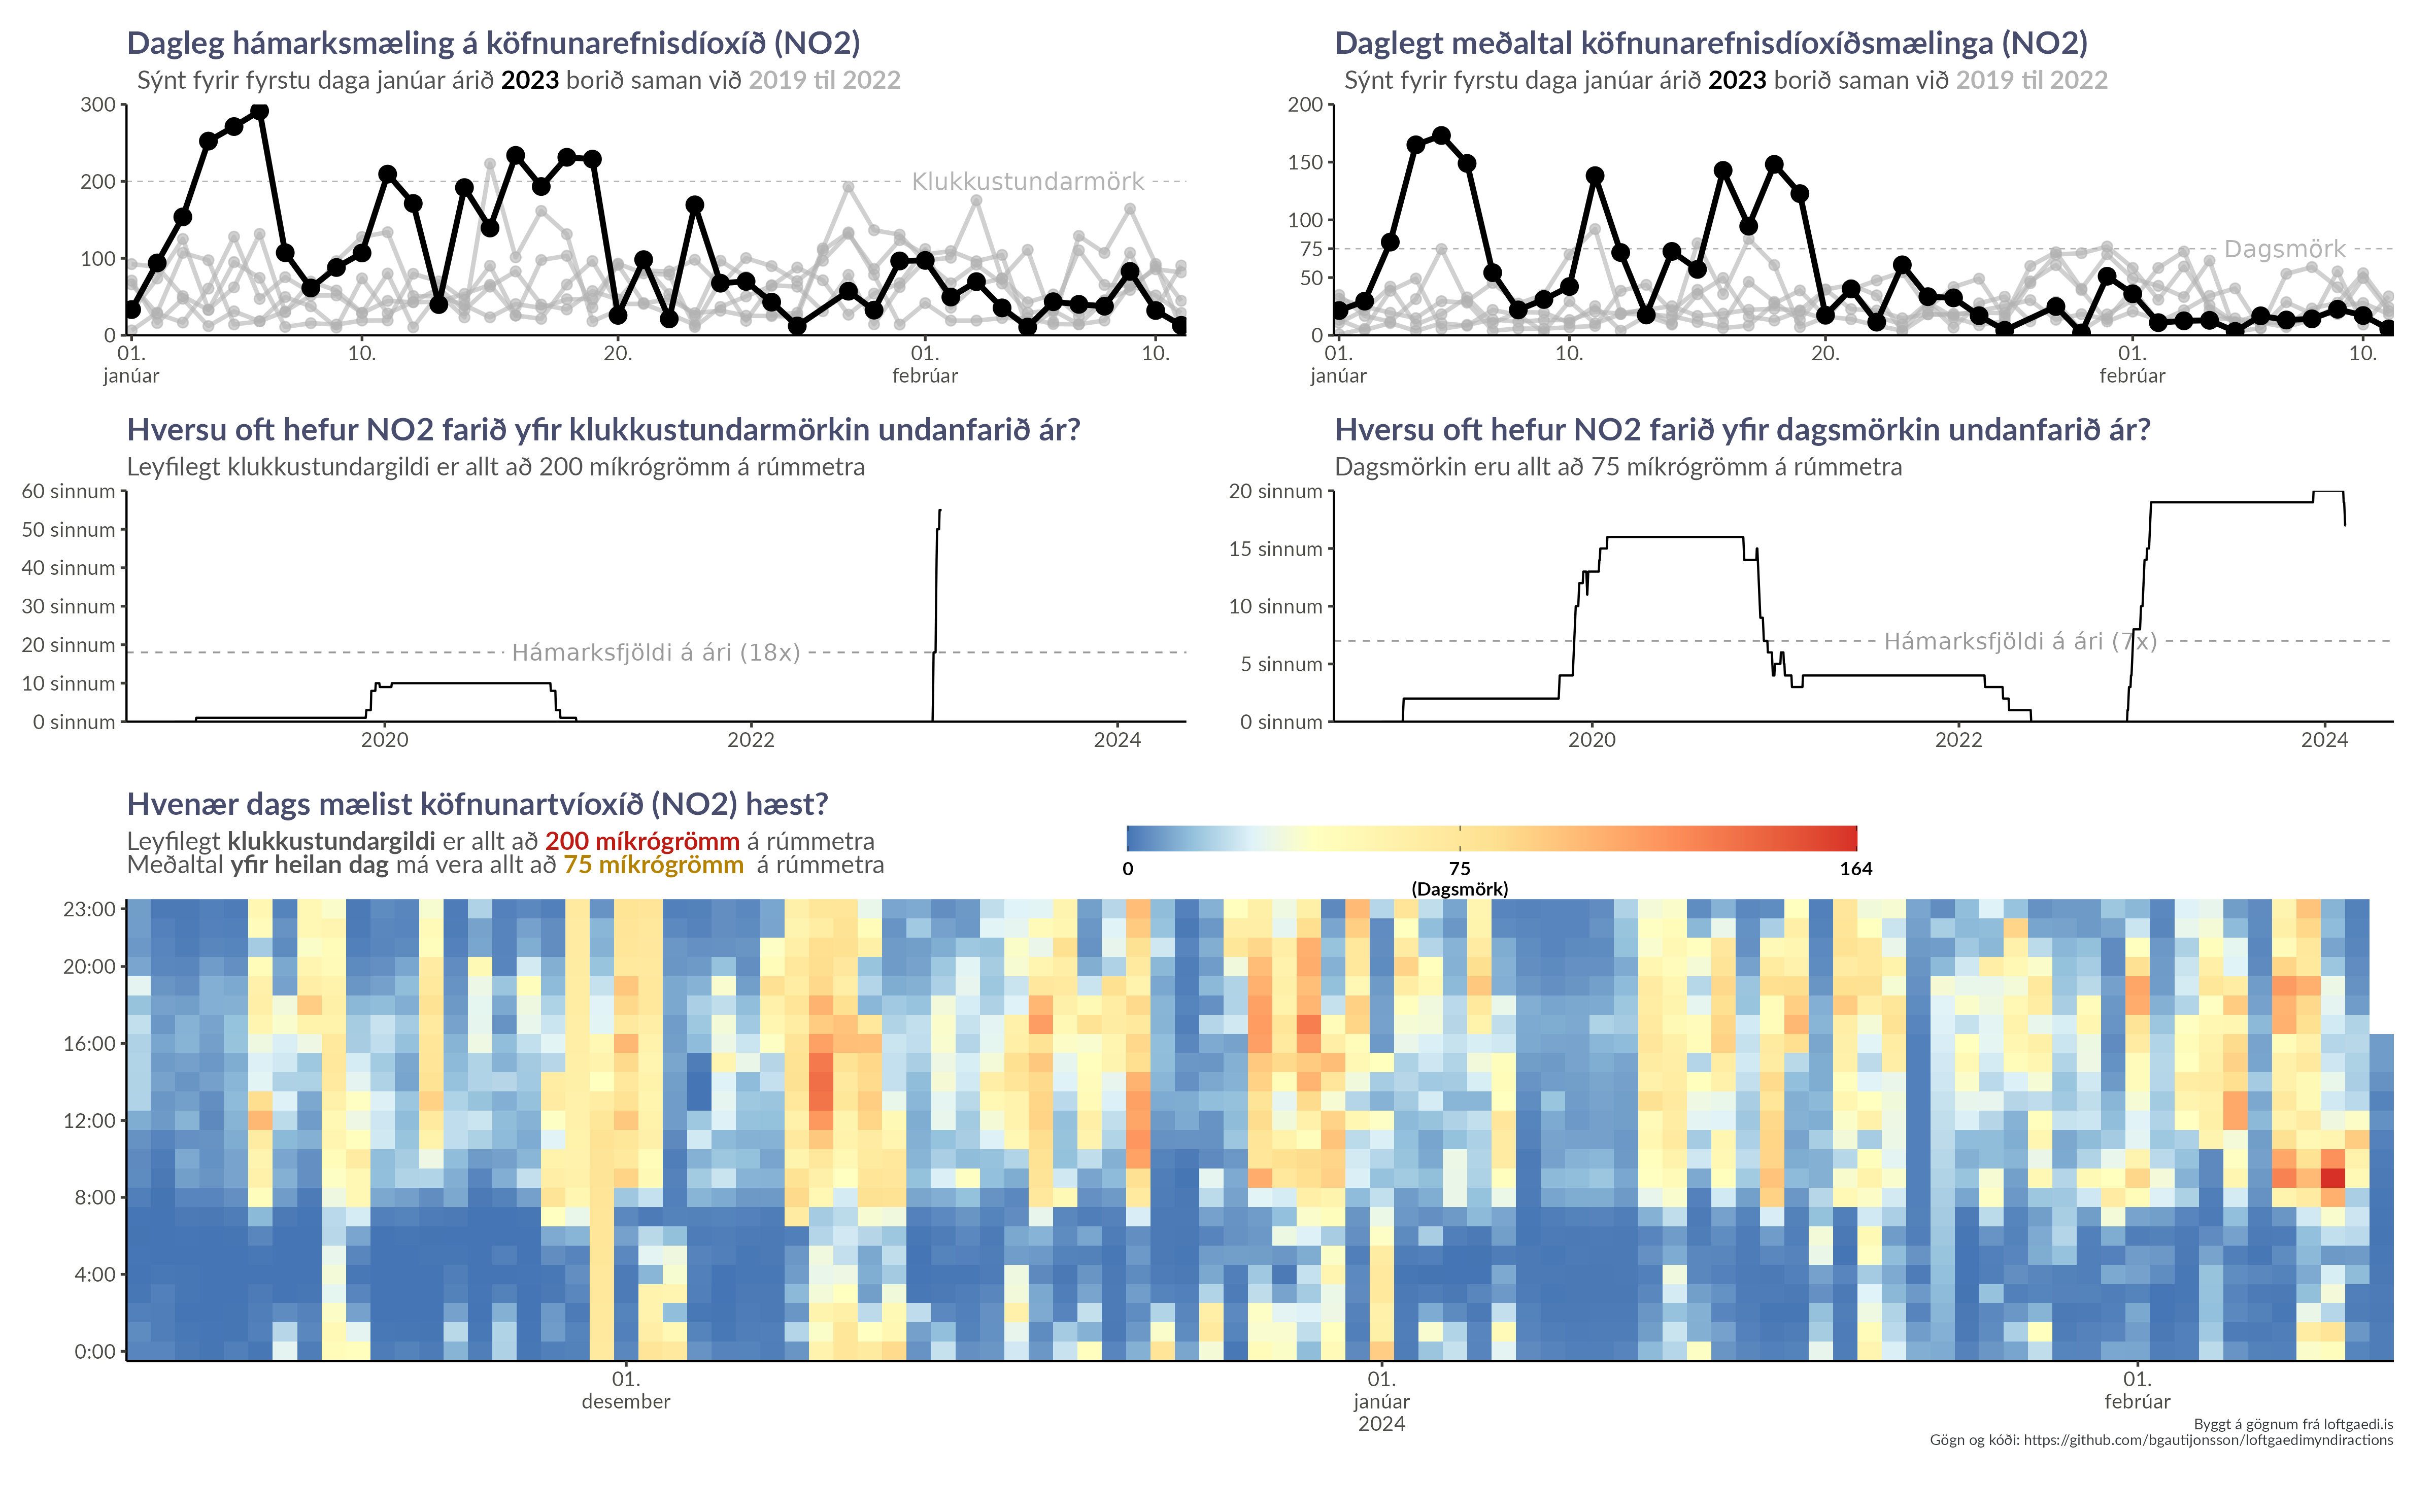 Dagleg hámarksmæling á köfnunarefnisdíoxíð (NO2)
Sýnt fyrir fyrstu daga janúar árið 2023 borið saman við 2019 til 2022
300
200
100
0
Klukkustundarmörk
01.
janúar
10.
20.
01.
febrúar
10.
Daglegt meðaltal köfnunarefnisdíoxíðsmælinga (NO2)
Sýnt fyrir fyrstu daga janúar árið 2023 borið saman við 2019 til 2022
200
150
100
75
50
0
Dagsmörk
01.
janúar
10.
20.
01.
febrúar
10.
Hversu oft hefur NO2 farið yfir klukkustundarmörkin undanfarið ár?
Leyfilegt klukkustundargildi er allt að 200 míkrógrömm á rúmmetra
60 sinnum
50 sinnum
40 sinnum
30 sinnum
20 sinnum
10 sinnum
0 sinnum
Hámarksfjöldi á ári (18x)
2020
2022
2024
Hversu oft hefur NO2 farið yfir dagsmörkin undanfarið ár?
Dagsmörkin eru allt að 75 míkrógrömm á rúmmetra
20 sinnum
15 sinnum
10 sinnum
5 sinnum
0 sinnum
Hámarksfjöldi á ári (7x)
2020
2022
2024
Hvenær dags mælist köfnunartvíoxíð (NO2) hæst?
Leyfilegt klukkustundargildi er allt að 200 míkrógrömm á rúmmetra
Meðaltal yfir heilan dag má vera allt að 75 míkrógrömm á rúmmetra
0
75
(Dagsmörk)
164
23:00
20:00
16:00
12:00
8:00
4:00
0:00
01.
desember
01.
janúar
2024
01.
febrúar
Byggt á gögnum frá loftgaedi.is
Gögn og kóði: https://github.com/bgautijonsson/loftgaedimyndiractions